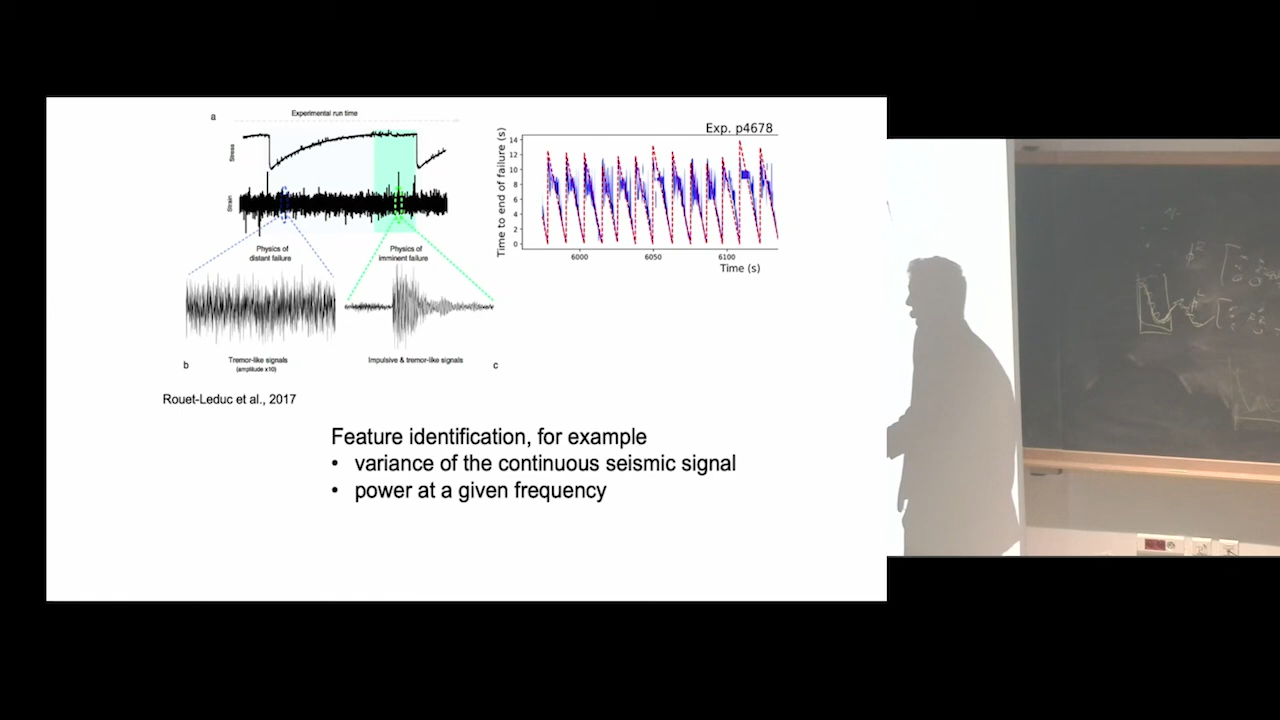 a
Experimental run time
Stress
Strain
Physics of
distant failure
Physics of
imminent failure
Tremor-like signals
(amplitude x10)
Impulsive & tremor-like signals
b
c
Exp. p4678
Time to end of failure (s)
14
12
10
8
6
4
2
0
6000
6050
6100
Time (s)
Rouet-Leduc et al., 2017
Feature identification, for example
• variance of the continuous seismic signal
• power at a given frequency